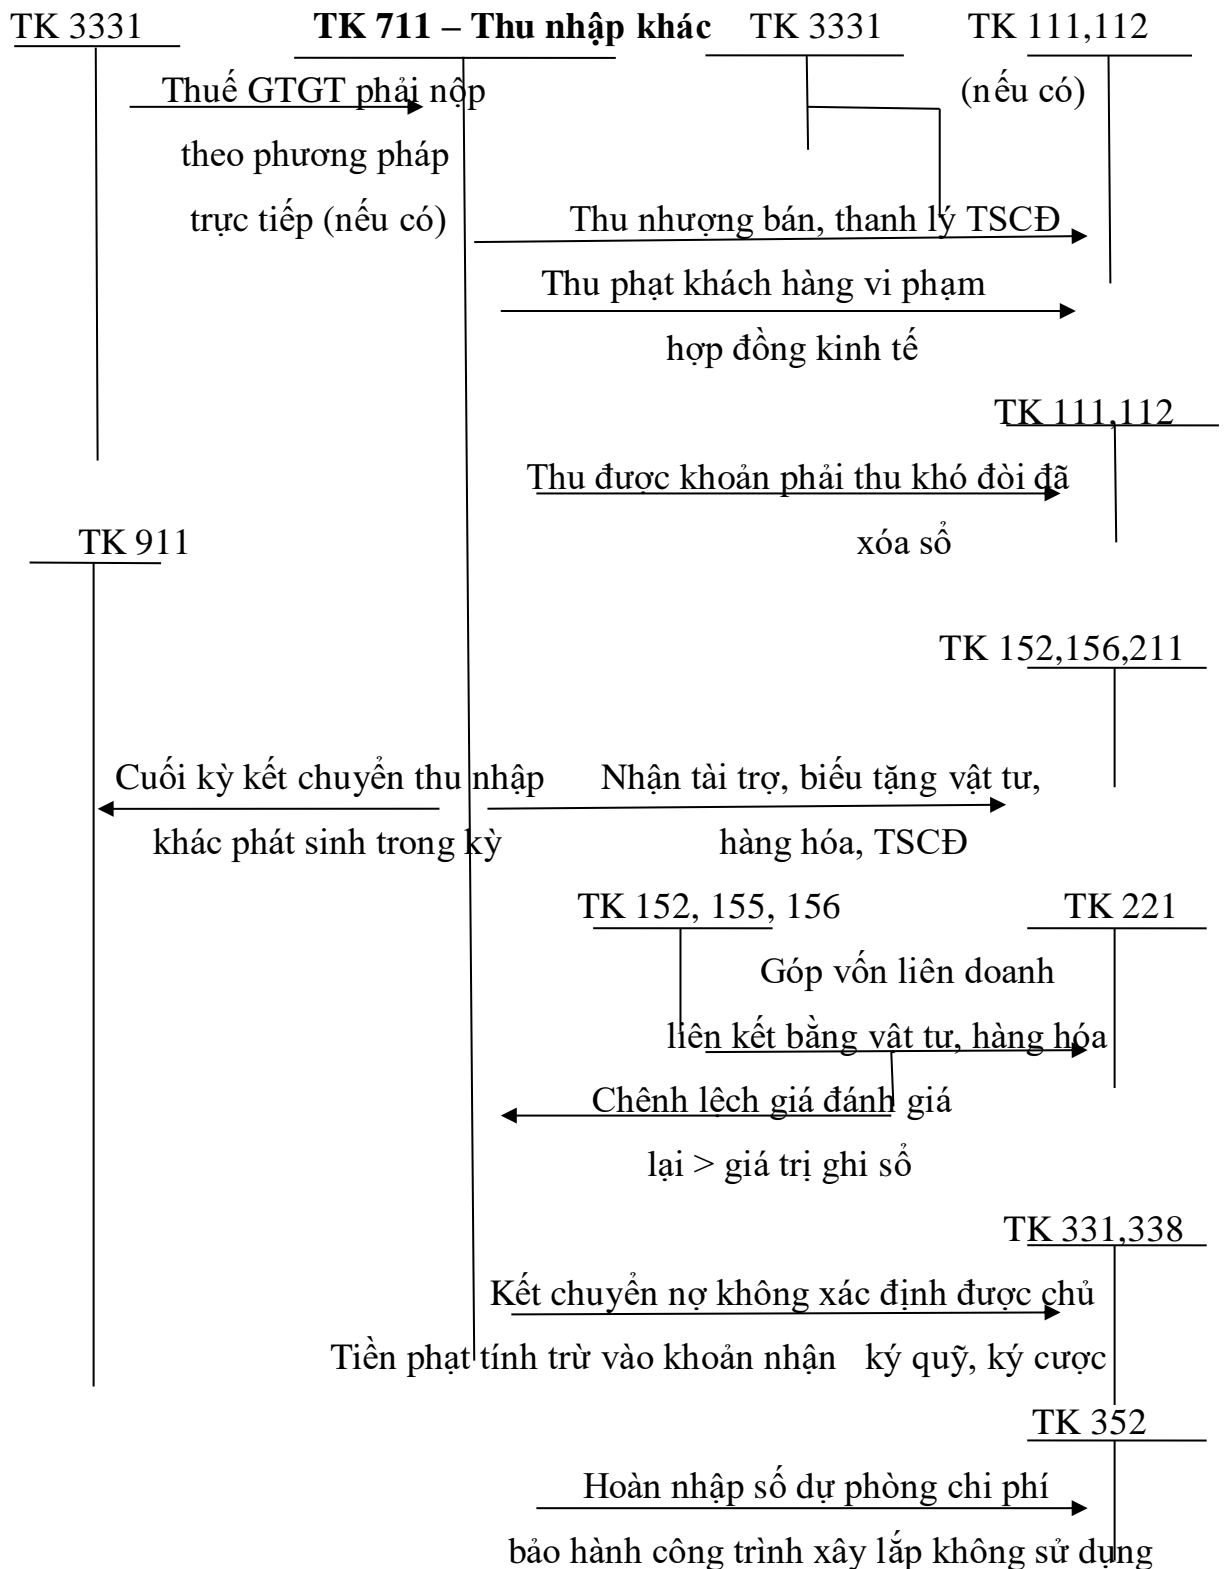 TK 3331 TK 711 – Thu nhập khác TK 3331 TK 111,112
Thuế GTGT phải nộp (nếu có)
theo phương pháp
trực tiếp (nếu có) Thu nhượng bán, thanh lý TSCĐ
Thu phạt khách hàng vi phạm
hợp đồng kinh tế
TK 111,112
Thu được khoản phải thu khó đòi đã
TK 911 xóa sổ
TK 152,156,211
Cuối kỳ kết chuyển thu nhập Nhận tài trợ, biếu tặng vật tư,
khác phát sinh trong kỳ hàng hóa, TSCĐ
TK 152, 155, 156 TK 221
Góp vốn liên doanh
liên kết bằng vật tư, hàng hóa
Chênh lệch giá đánh giá
lại > giá trị ghi sổ
TK 331,338
Kết chuyển nợ không xác định được chủ
Tiền phạt tính trừ vào khoản nhận ký quỹ, ký cược
TK 352
Hoàn nhập số dự phòng chi phí
bảo hành công trình xây lắp không sử dụng